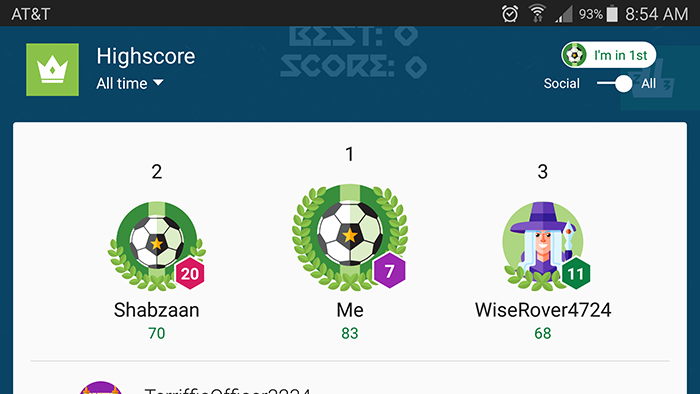 AT&T 93% 8:54 AM
BEST: 0
SCORE: 0
Highscore
All time
I'm in 1st
Social All
2 1 3
20 7 11
Shabzaan Me WiseRover4724
70 83 68